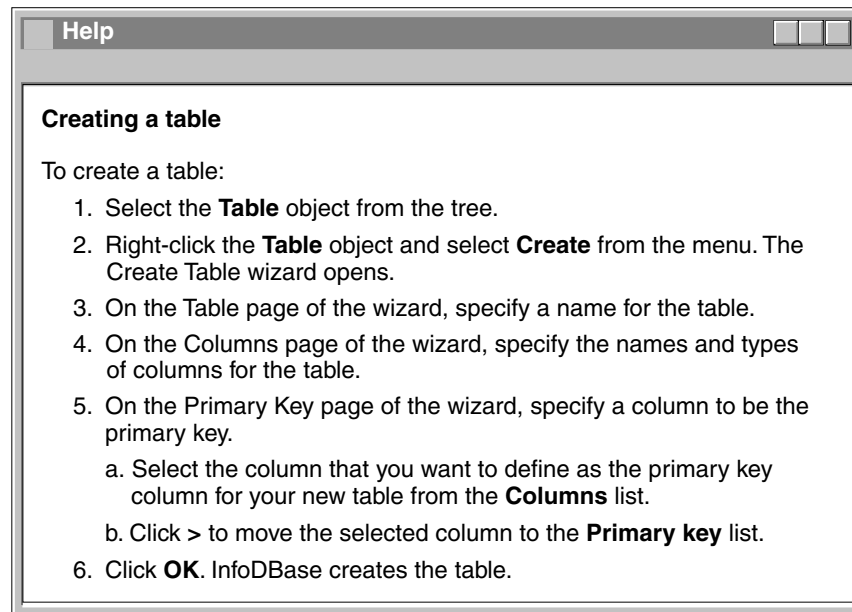 Help
Creating a table
To create a table:
1. Select the Table object from the tree.
2. Right-click the Table object and select Create from the menu. The
Create Table wizard opens.
3. On the Table page of the wizard, specify a name for the table.
4. On the Columns page of the wizard, specify the names and types
of columns for the table.
5. On the Primary Key page of the wizard, specify a column to be the
primary key.
a. Select the column that you want to define as the primary key
column for your new table from the Columns list.
b. Click > to move the selected column to the Primary key list.
6. Click OK. InfoDBase creates the table.